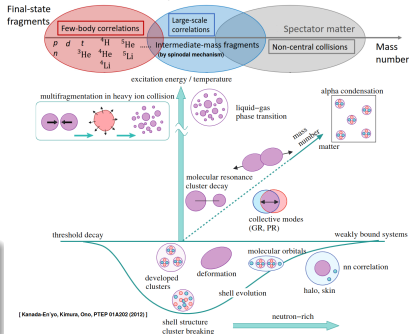 Final-state
fragments
Few-body correlations
p d t ⁴H ⁵He ......
n ³He ⁴He ⁵Li
⁶Li
Large-scale
correlations
Intermediate-mass fragments
(by spinodal mechanism)
Spectator matter
Non-central collisions
Mass
number
excitation energy / temperature
multifragmentation in heavy ion collision
liquid-gas
phase transition
alpha condensation
mass
number
matter
molecular resonance
cluster decay
collective modes
(GR, PR)
threshold decay
weakly bound systems
molecular orbitals
developed
clusters
deformation
nn correlation
halo, skin
shell evolution
shell structure
cluster breaking
neutron-rich
[ Kanada-En'yo, Kimura, Ono, PTEP 01A202 (2012) ]